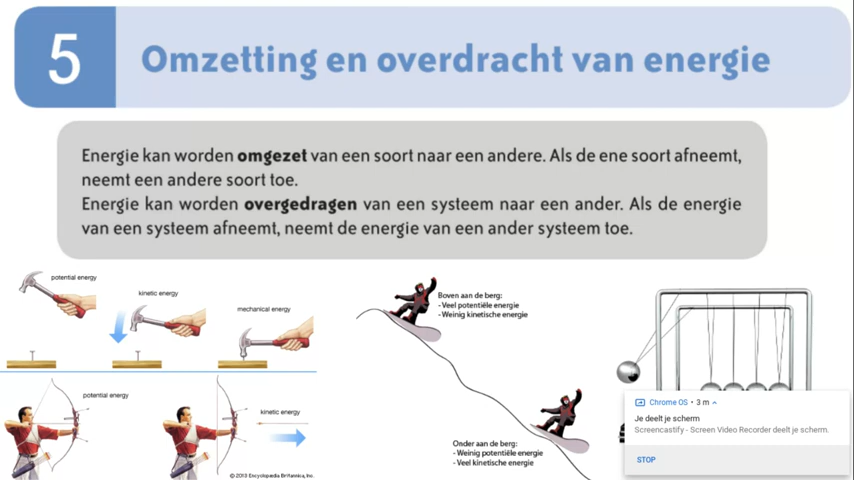 5
Omzetting en overdracht van energie
Energie kan worden omgezet van een soort naar een andere. Als de ene soort afneemt,
neemt een andere soort toe.
Energie kan worden overgedragen van een systeem naar een ander. Als de energie
van een systeem afneemt, neemt de energie van een ander systeem toe.
potential energy
kinetic energy
mechanical energy
potential energy
kinetic energy
© 2013 Encyclopædia Britannica, Inc.
Boven aan de berg:
- Veel potentiële energie
- Weinig kinetische energie
Onder aan de berg:
- Weinig potentiële energie
- Veel kinetische energie
Chrome OS • 3 m
Je deelt je scherm
Screencastify - Screen Video Recorder deelt je scherm.
STOP